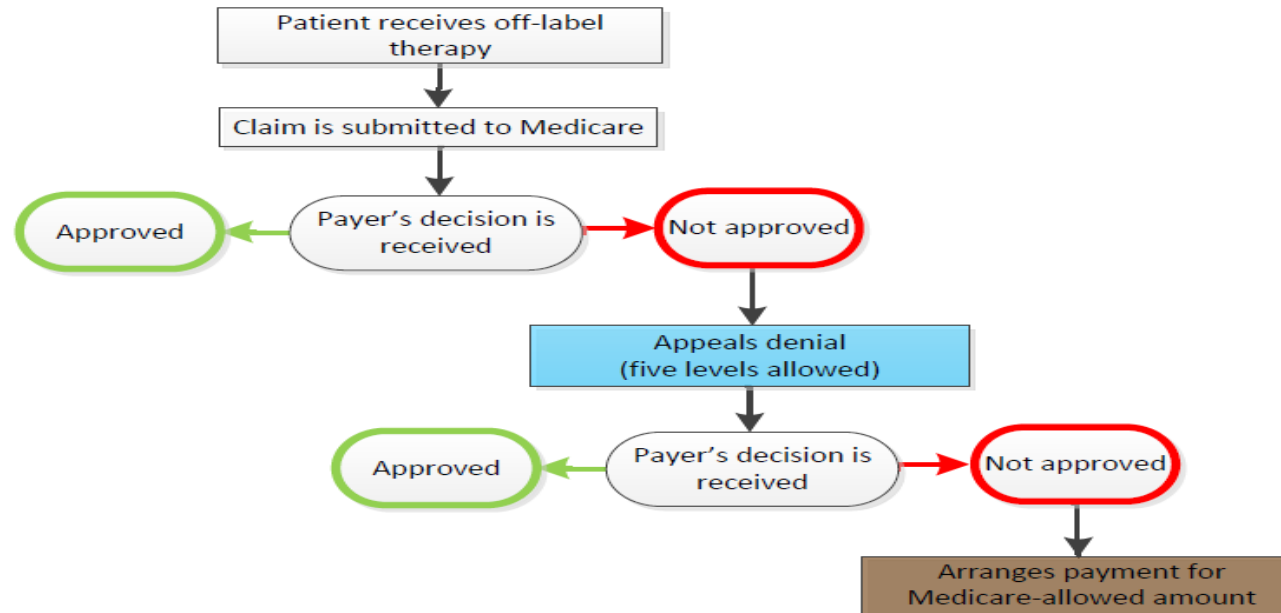 Patient receives off-label
therapy
Claim is submitted to Medicare
Approved
Payer's decision is
received
Not approved
Appeals denial
(five levels allowed)
Approved
Payer's decision is
received
Not approved
Arranges payment for
Medicare-allowed amount